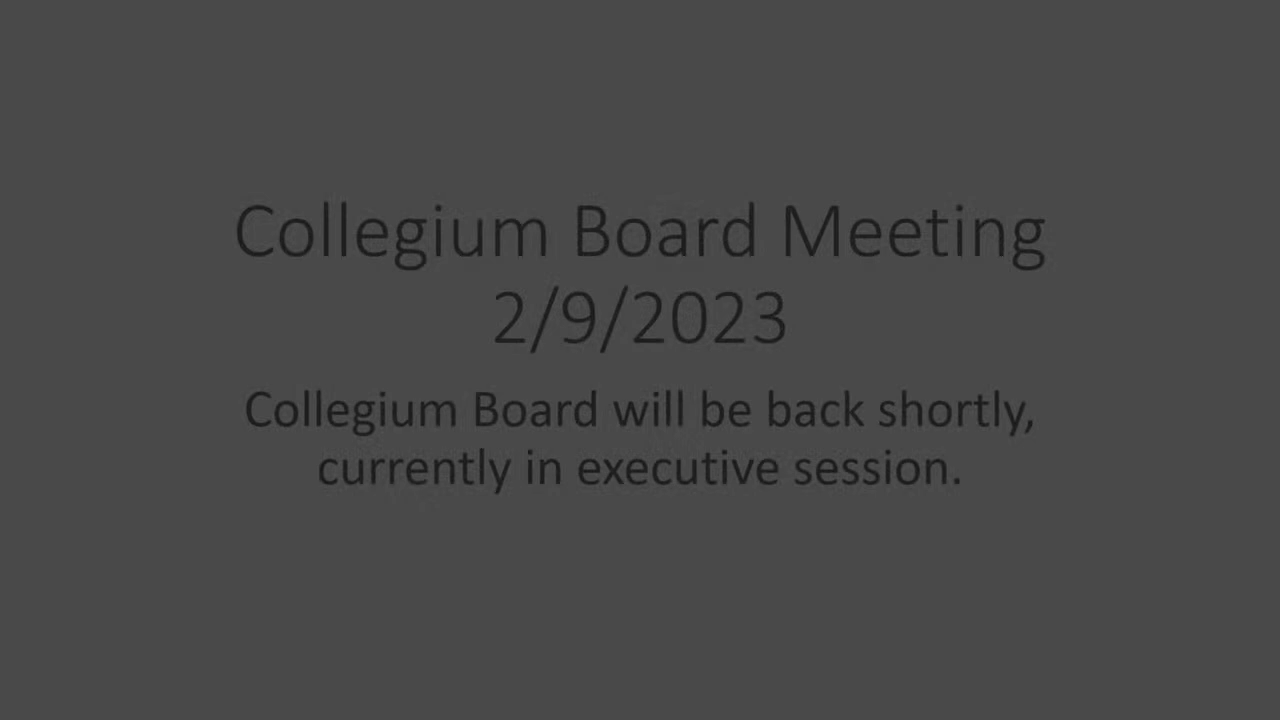 Collegium Board Meeting
2/9/2023
Collegium Board will be back shortly,
currently in executive session.